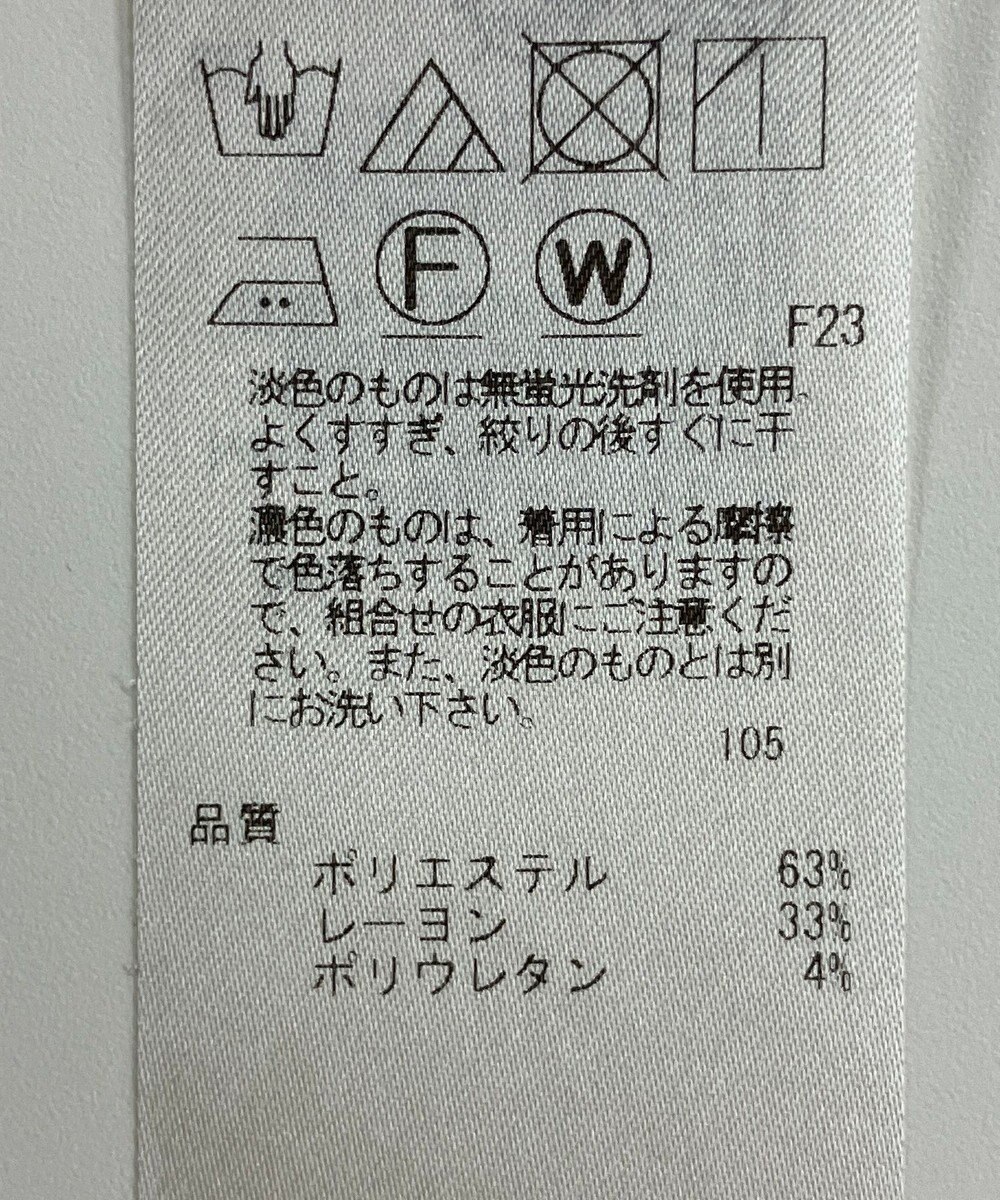 F
W
F23
淡色のものは無蛍光洗剤を使用、
よくすすぎ、絞りの後すぐに干
すこと。
濃色のものは、着用による摩擦
で色落ちすることがありますの
で、組合せの衣服にご注意くだ
さい。また、淡色のものとは別
にお洗い下さい。
105
品質
ポリエステル 63%
レーヨン 33%
ポリウレタン 4%